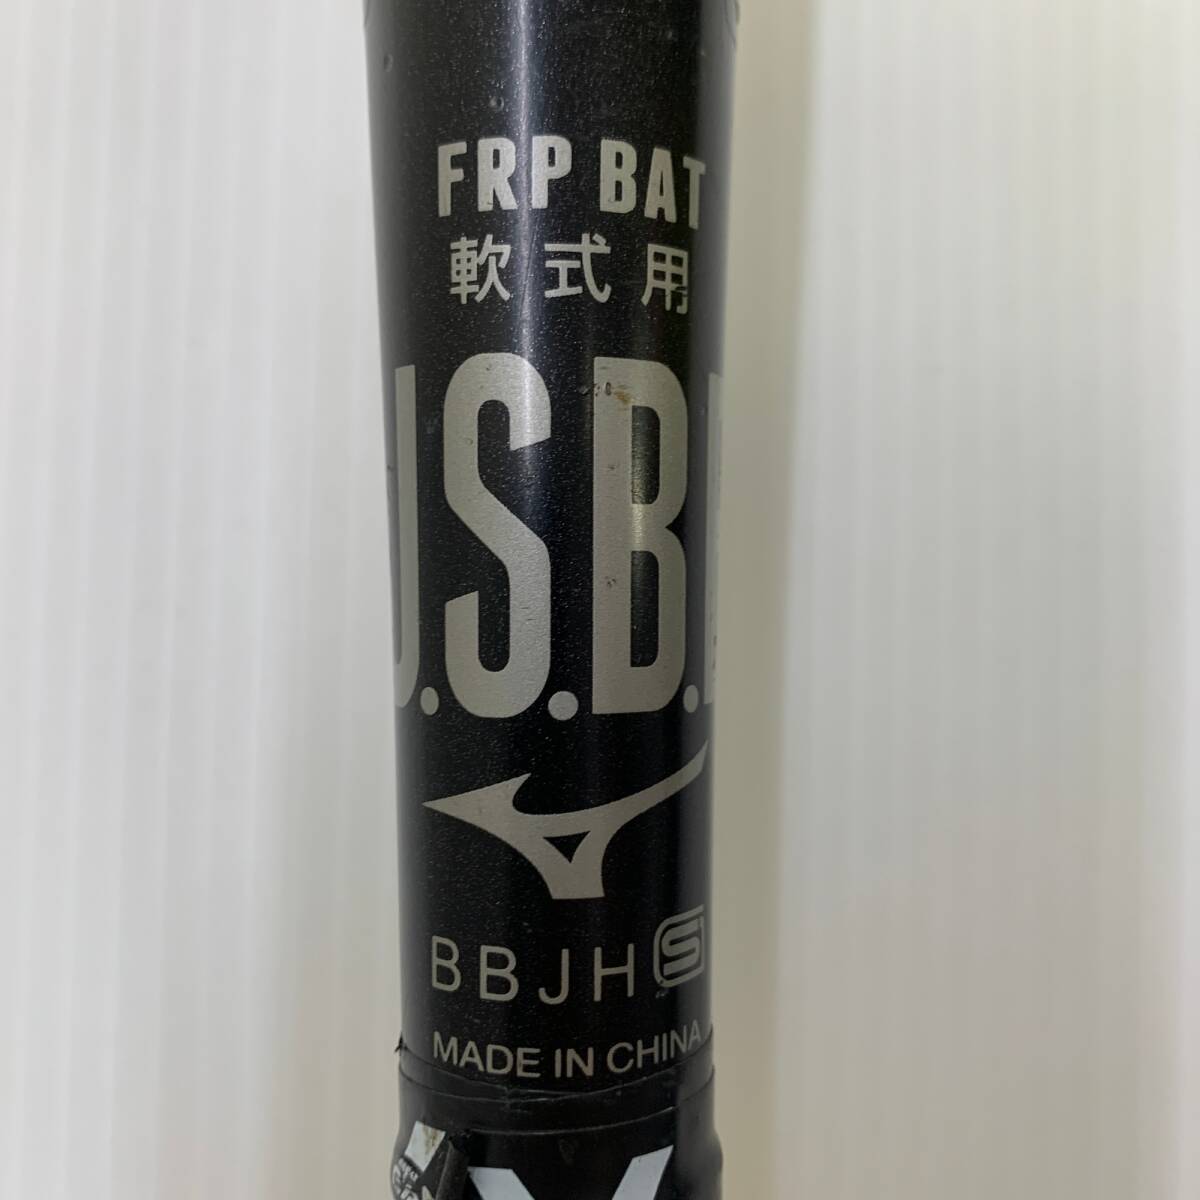 FRP BAT
軟式用
J.S.B.B
BBJH S
MADE IN CHINA